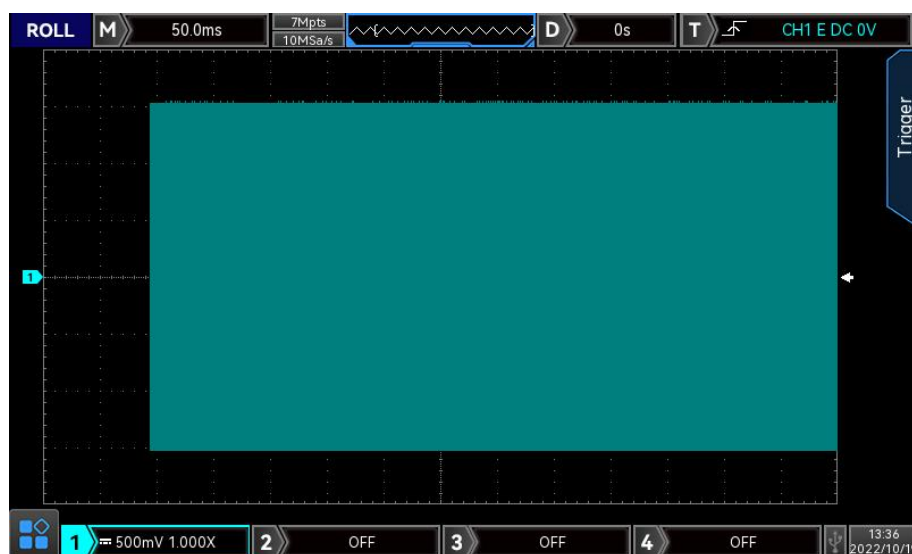 ROLL M 50.0ms 7Mpts D 0s T CH1 E DC 0V
10MSa/s
Trigger
1
1 500mV 1.000X 2 OFF 3 OFF 4 OFF 13:36
2022/10/1